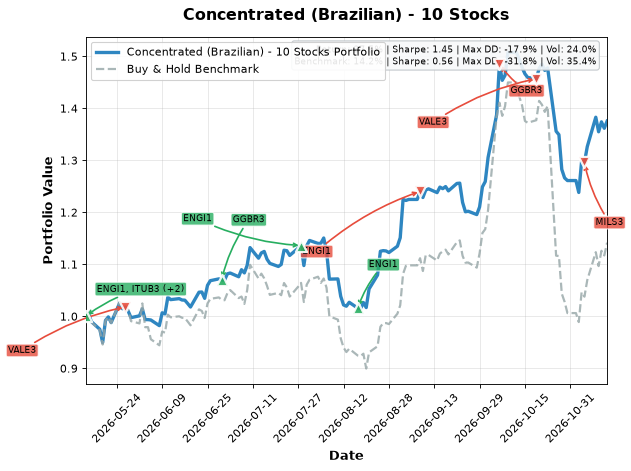 Concentrated (Brazilian) - 10 Stocks
Concentrated (Brazilian) - 10 Stocks Portfolio
Buy & Hold Benchmark
| Sharpe: 1.45 | Max DD: -17.9% | Vol: 24.0%
| Sharpe: 0.56 | Max DD: -31.8% | Vol: 35.4%
Portfolio Value
1.5
1.4
1.3
1.2
1.1
1.0
0.9
GGBR3
VALE3
ENGI1
GGBR3
ENGI1
MILS3
ENGI1
ENGI1, ITUB3 (+2)
VALE3
2026-05-24
2026-06-09
2026-06-25
2026-07-11
2026-07-27
2026-08-12
2026-08-28
2026-09-13
2026-09-29
2026-10-15
2026-10-31
Date